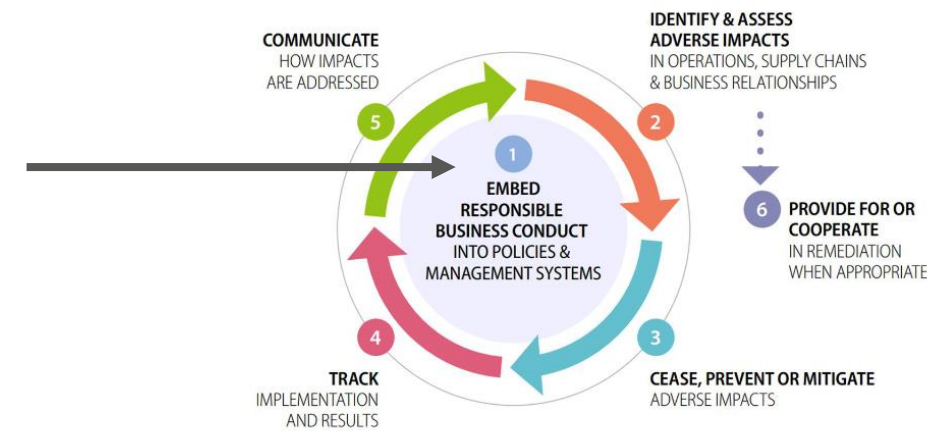 1
EMBED
RESPONSIBLE
BUSINESS CONDUCT
INTO POLICIES &
MANAGEMENT SYSTEMS
2
IDENTIFY & ASSESS
ADVERSE IMPACTS
IN OPERATIONS, SUPPLY CHAINS
& BUSINESS RELATIONSHIPS
3
CEASE, PREVENT OR MITIGATE
ADVERSE IMPACTS
4
TRACK
IMPLEMENTATION
AND RESULTS
5
COMMUNICATE
HOW IMPACTS
ARE ADDRESSED
6
PROVIDE FOR OR
COOPERATE
IN REMEDIATION
WHEN APPROPRIATE